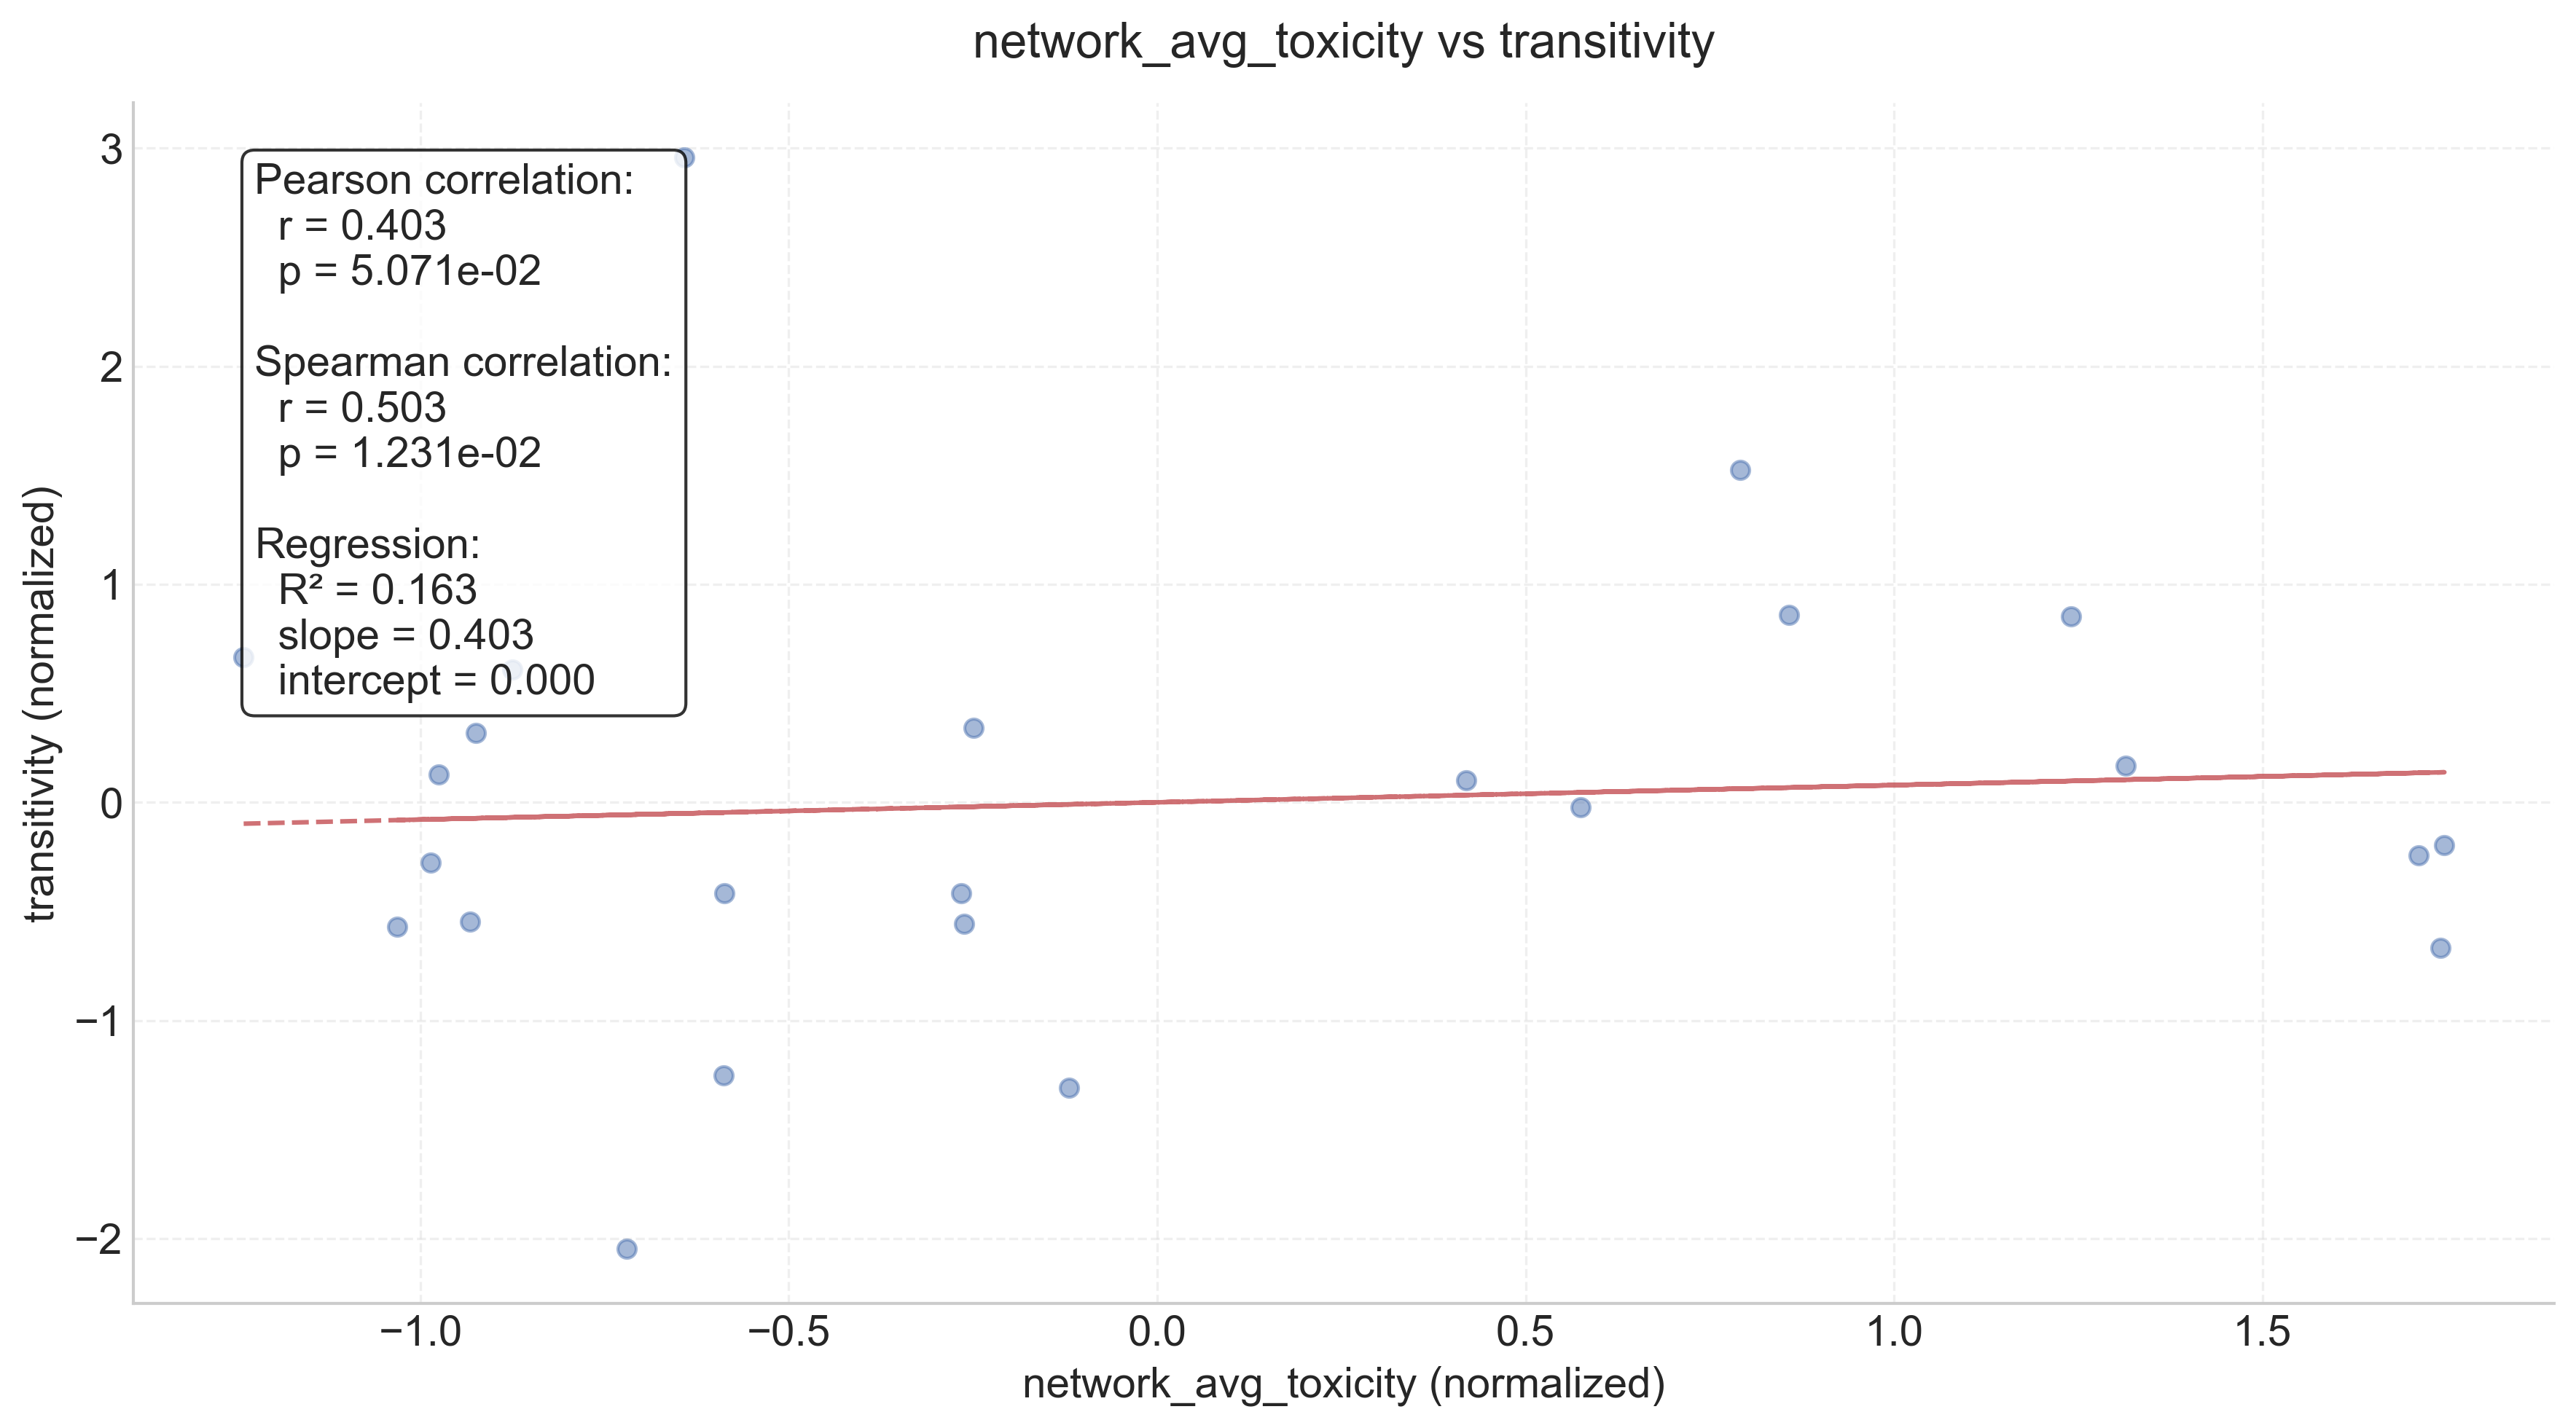 network_avg_toxicity vs transitivity
3
2
1
0
−1
−2
transitivity (normalized)
Pearson correlation:
r = 0.403
p = 5.071e-02
Spearman correlation:
r = 0.503
p = 1.231e-02
Regression:
R² = 0.163
slope = 0.403
intercept = 0.000
−1.0
−0.5
0.0
0.5
1.0
1.5
network_avg_toxicity (normalized)